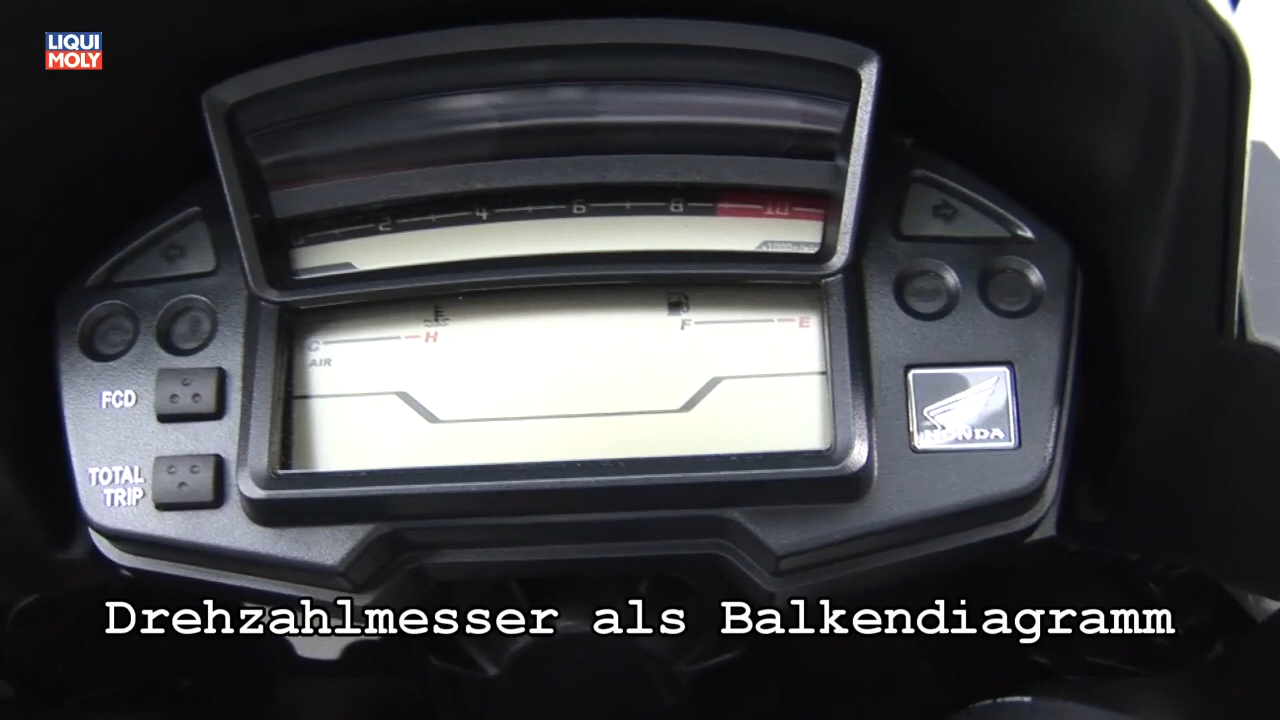 LIQUI
MOLY
2 4 6 8 10
C H
F E
AIR
FCD
TOTAL
TRIP
HONDA
Drehzahlmesser als Balkendiagramm